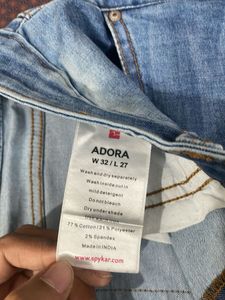 ADORA
W 32 / L 27
Wash and dry separately
Wash inside out in
mild detergent
Do not bleach
Dry under shade
77% Cotton/21% Polyester
2% Spandex
Made in INDIA
www.spykar.com